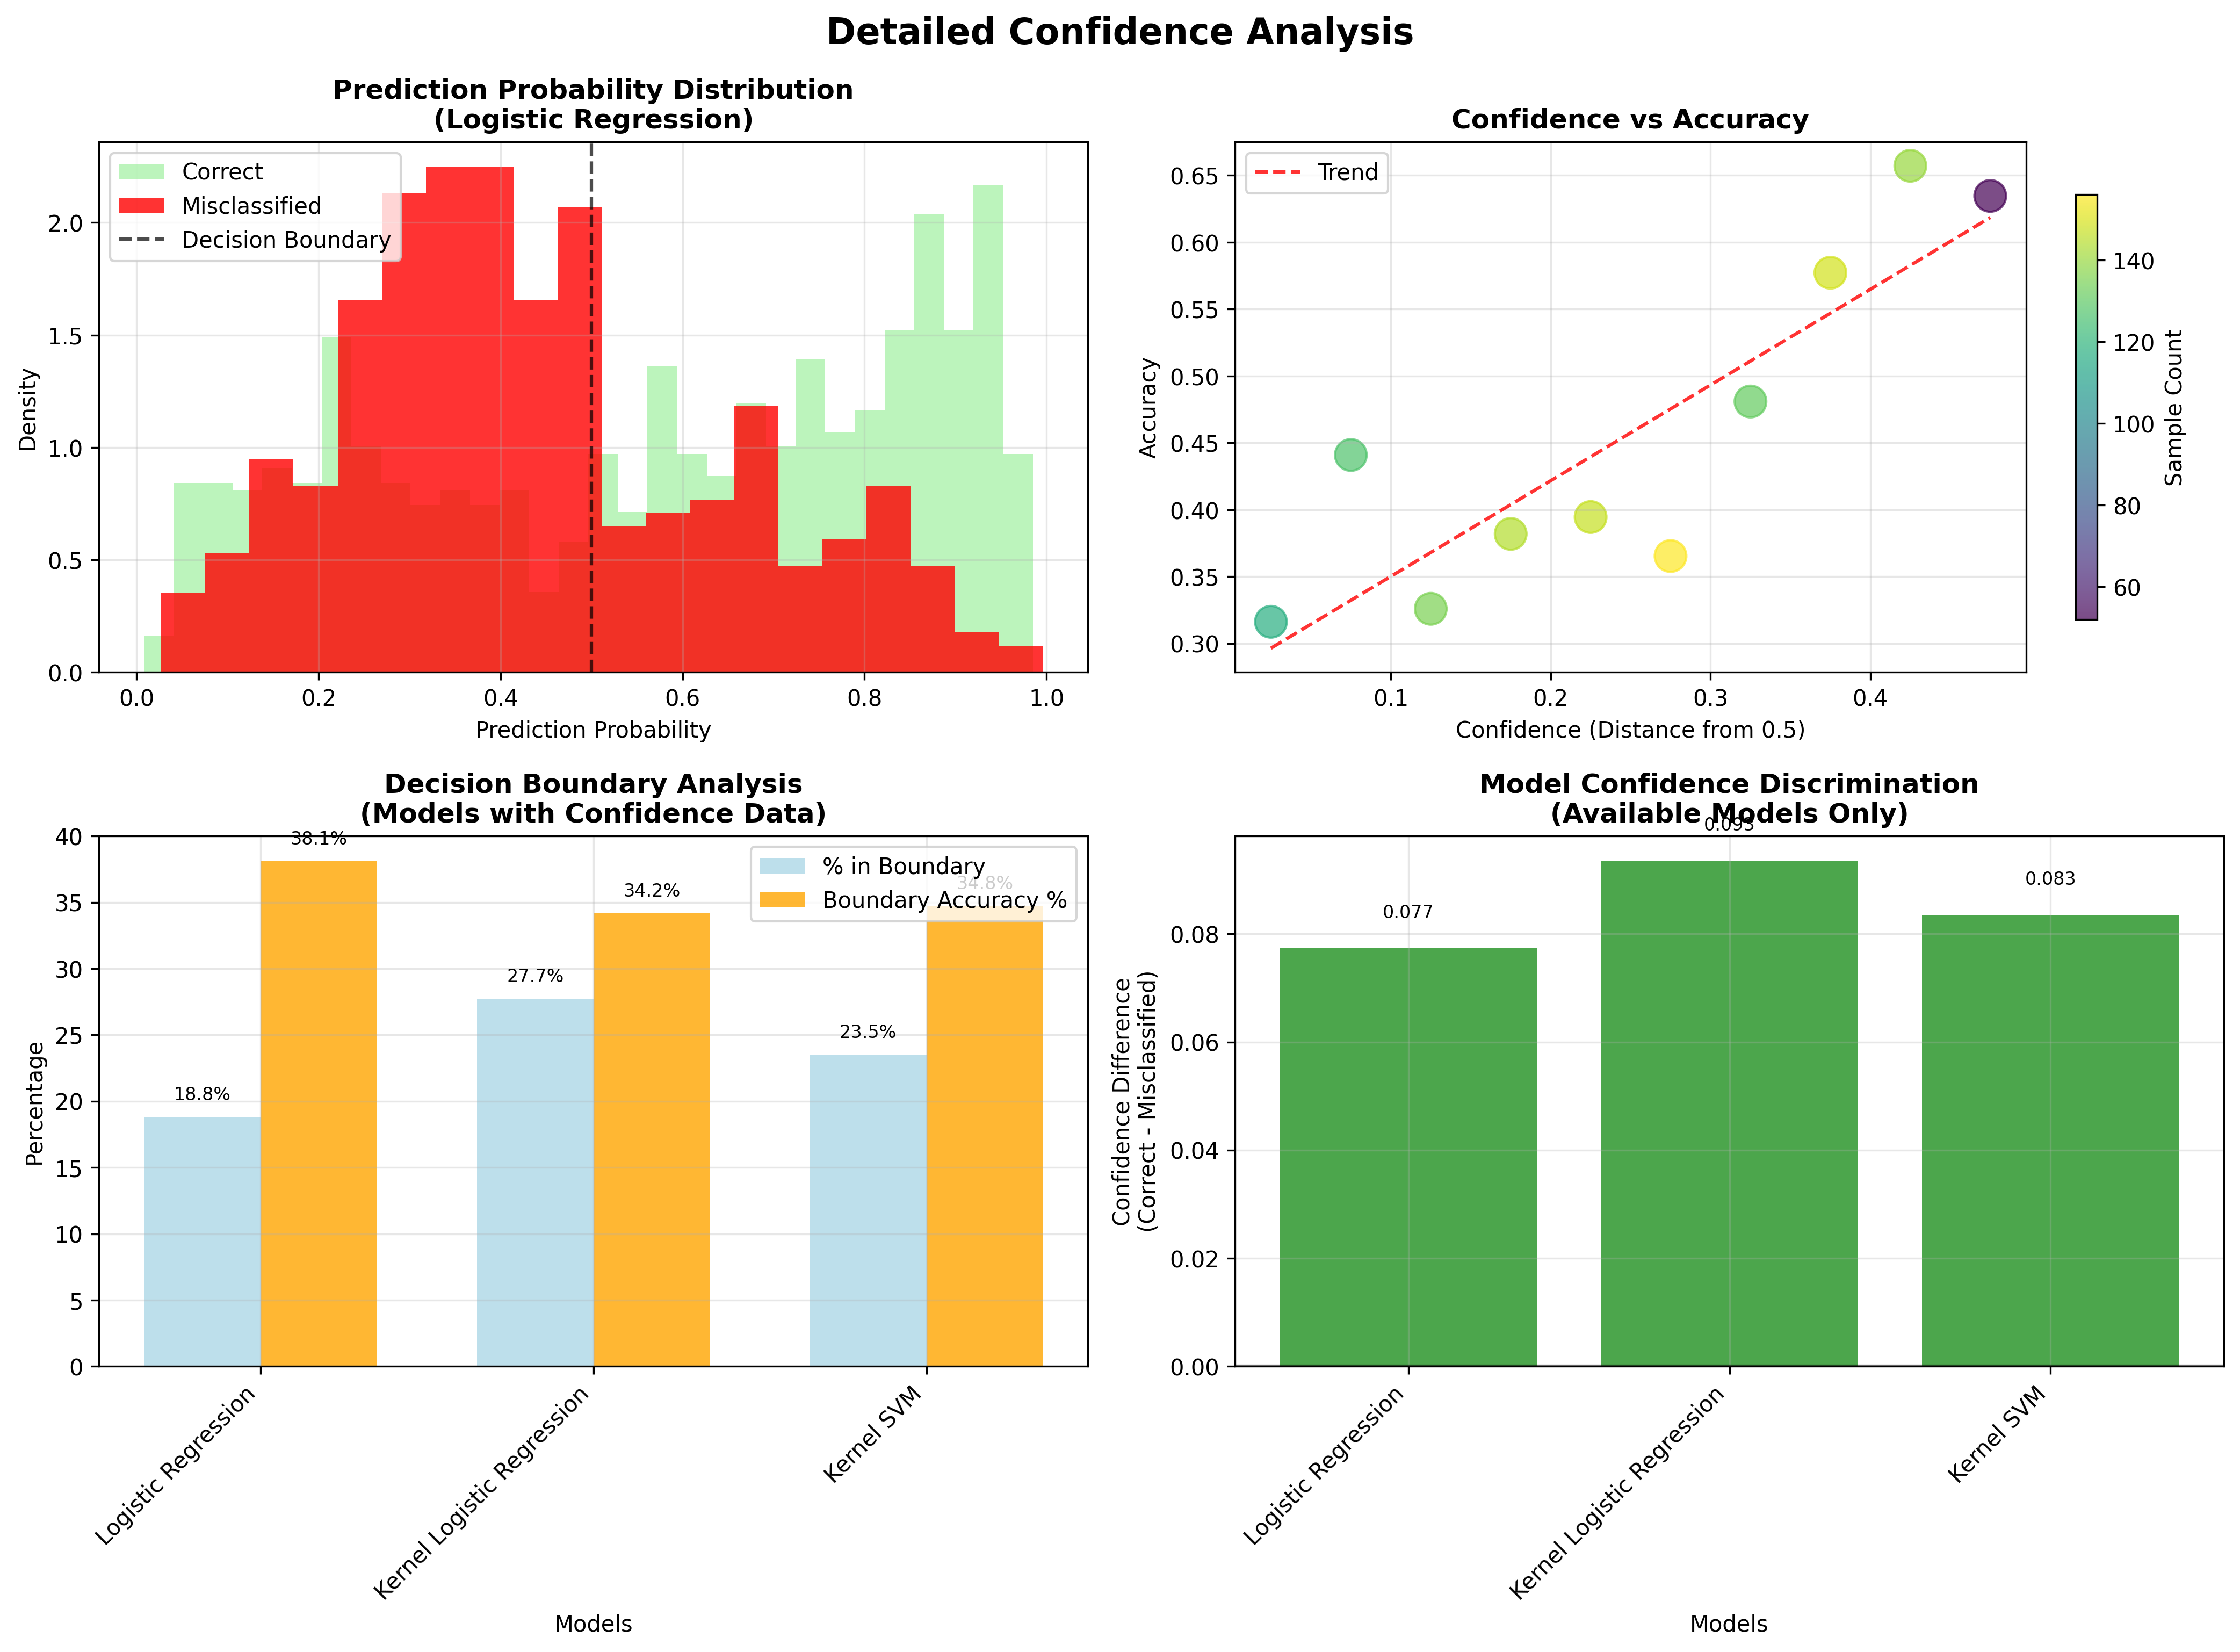 Detailed Confidence Analysis
Prediction Probability Distribution
(Logistic Regression)
Correct
Misclassified
Decision Boundary
Density
2.0
1.5
1.0
0.5
0.0
0.0 0.2 0.4 0.6 0.8 1.0
Prediction Probability
Confidence vs Accuracy
Trend
Accuracy
0.65
0.60
0.55
0.50
0.45
0.40
0.35
0.30
0.1 0.2 0.3 0.4
Confidence (Distance from 0.5)
140
120
100
80
60
Sample Count
Decision Boundary Analysis
(Models with Confidence Data)
% in Boundary
Boundary Accuracy %
Percentage
40
35
30
25
20
15
10
5
0
18.8%
38.1%
27.7%
34.2%
23.5%
34.8%
Logistic Regression
Kernel Logistic Regression
Kernel SVM
Models
Model Confidence Discrimination
(Available Models Only)
Confidence Difference
(Correct - Misclassified)
0.08
0.06
0.04
0.02
0.00
0.077
0.093
0.083
Logistic Regression
Kernel Logistic Regression
Kernel SVM
Models